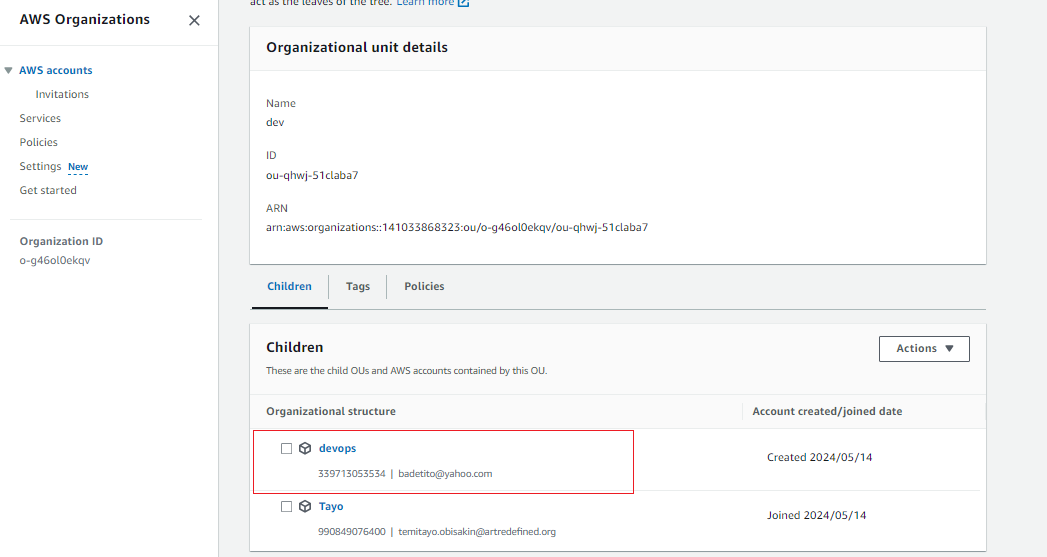 act as the leaves of the tree. Learn more
AWS Organizations
Organizational unit details
AWS accounts
Invitations
Services
Policies
Settings New
Get started
Organization ID
o-g46ol0ekqv
Name
dev
ID
ou-qhwj-51claba7
ARN
arn:aws:organizations::141033868323:ou/o-g46ol0ekqv/ou-qhwj-51claba7
Children Tags Policies
Children
Actions
These are the child OUs and AWS accounts contained by this OU.
Organizational structure Account created/joined date
devops
339713053534 | badetito@yahoo.com
Created 2024/05/14
Tayo
990849076400 | temitayo.obisakin@artredefined.org
Joined 2024/05/14